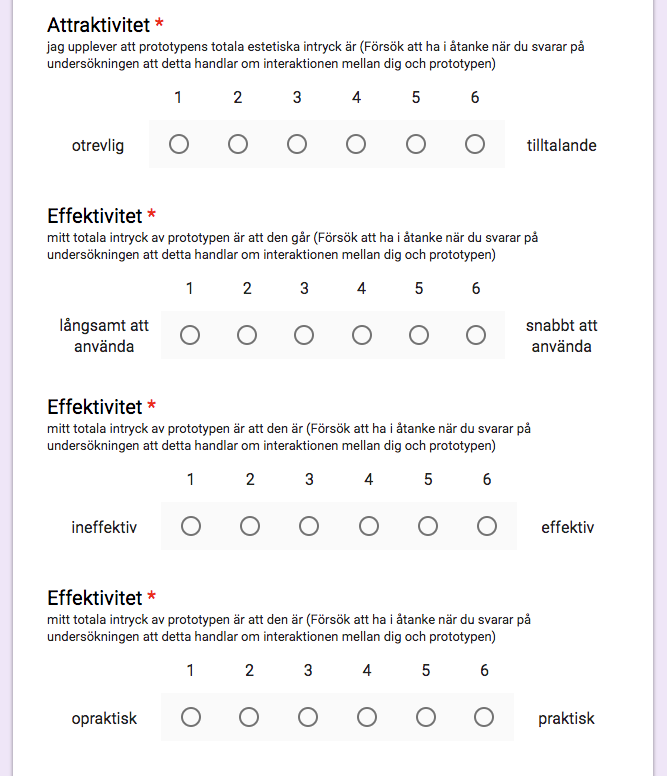 Attraktivitet *
jag upplever att prototypens totala estetiska intryck är (Försök att ha i åtanke när du svarar på
undersökningen att detta handlar om interaktionen mellan dig och prototypen)
1 2 3 4 5 6
otrevlig tilltalande
Effektivitet *
mitt totala intryck av prototypen är att den går (Försök att ha i åtanke när du svarar på
undersökningen att detta handlar om interaktionen mellan dig och prototypen)
1 2 3 4 5 6
långsamt att snabbt att
använda använda
Effektivitet *
mitt totala intryck av prototypen är att den är (Försök att ha i åtanke när du svarar på
undersökningen att detta handlar om interaktionen mellan dig och prototypen)
1 2 3 4 5 6
ineffektiv effektiv
Effektivitet *
mitt totala intryck av prototypen är att den är (Försök att ha i åtanke när du svarar på
undersökningen att detta handlar om interaktionen mellan dig och prototypen)
1 2 3 4 5 6
opraktisk praktisk